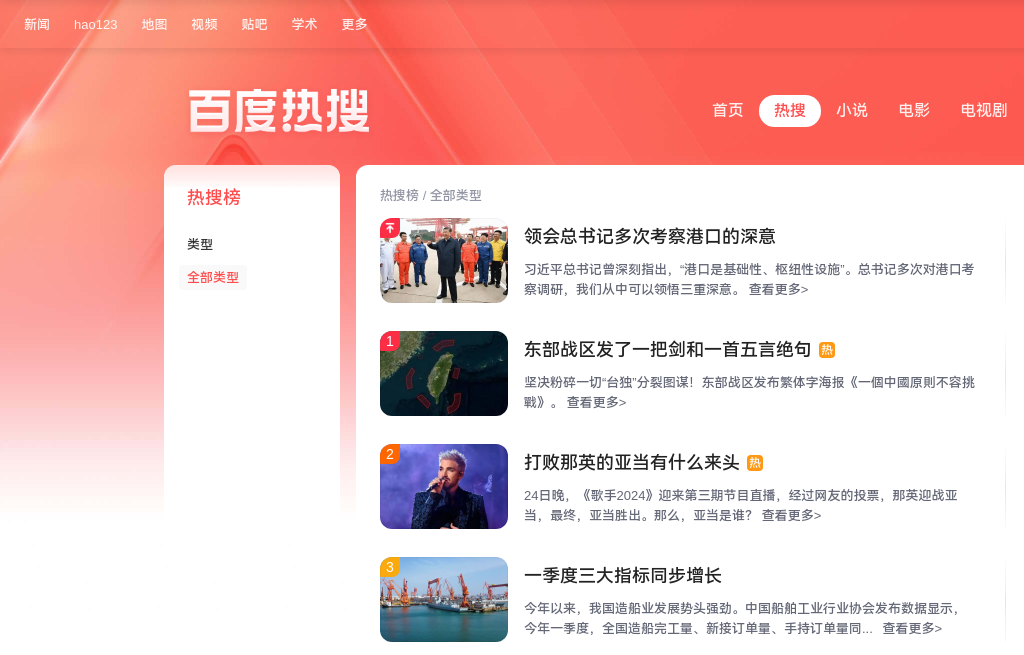 新闻 hao123 地图 视频 贴吧 学术 更多
百度热搜
首页 热搜 小说 电影 电视剧
热搜榜
类型
全部类型
热搜榜 / 全部类型
领会总书记多次考察港口的深意
习近平总书记曾深刻指出，“港口是基础性、枢纽性设施”。总书记多次对港口考
察调研，我们从中可以领悟三重深意。 查看更多>
1
东部战区发了一把剑和一首五言绝句 热
坚决粉碎一切“台独”分裂图谋！东部战区发布繁体字海报《一個中國原則不容挑
戰》。 查看更多>
2
打败那英的亚当有什么来头 热
24日晚，《歌手2024》迎来第三期节目直播，经过网友的投票，那英迎战亚
当，最终，亚当胜出。那么，亚当是谁？ 查看更多>
3
一季度三大指标同步增长
今年以来，我国造船业发展势头强劲。中国船舶工业行业协会发布数据显示，
今年一季度，全国造船完工量、新接订单量、手持订单量同... 查看更多>